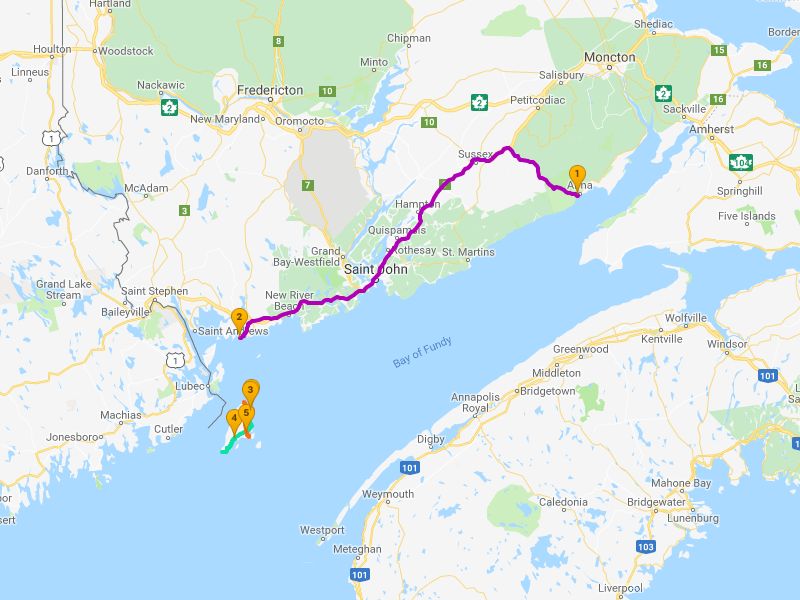 Hartland
Woodstock
Houlton
Linneus
Nackawic
2
1
Danforth
McAdam
Grand Lake
Stream
Saint Stephen
Baileyville
Saint Andrews
1
Lubec
Machias
Jonesboro
Cutler
8
Minto
Chipman
Fredericton
10
New Maryland
Oromocto
10
7
3
Grand
Bay-Westfield
New River
Beach
2
Shediac
Moncton
15
16
Salisbury
Petitcodiac
2
16
Sackville
Amherst
104
Springhill
Five Islands
Sussex
1
Alma
Hampton
Quispamsis
Rothesay
St. Martins
Saint John
2
3
4
5
Bay of Fundy
Wolfville
Kentville
Windsor
Greenwood
Middleton
Bridgetown
Annapolis
Royal
Digby
101
101
Weymouth
Westport
Meteghan
101
Caledonia
Mahone Bay
Bridgewater
Lunenburg
103
Liverpool